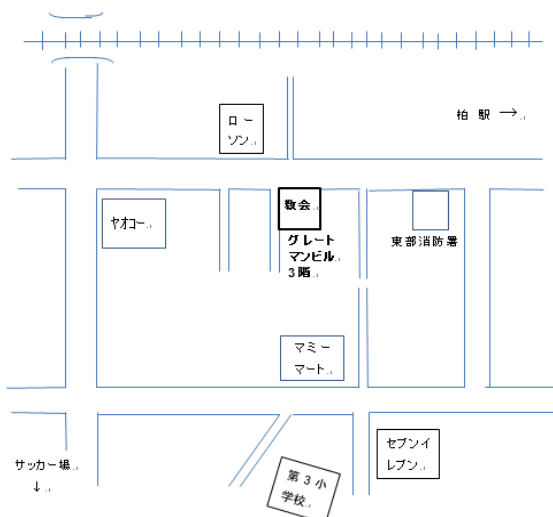 ロー
ソン
柏 駅 →
ヤオコー
教会
グレート
マンビル
3階
東部消防署
マミー
マート
セブンイ
レブン
サッカー場
↓
第3小
学校